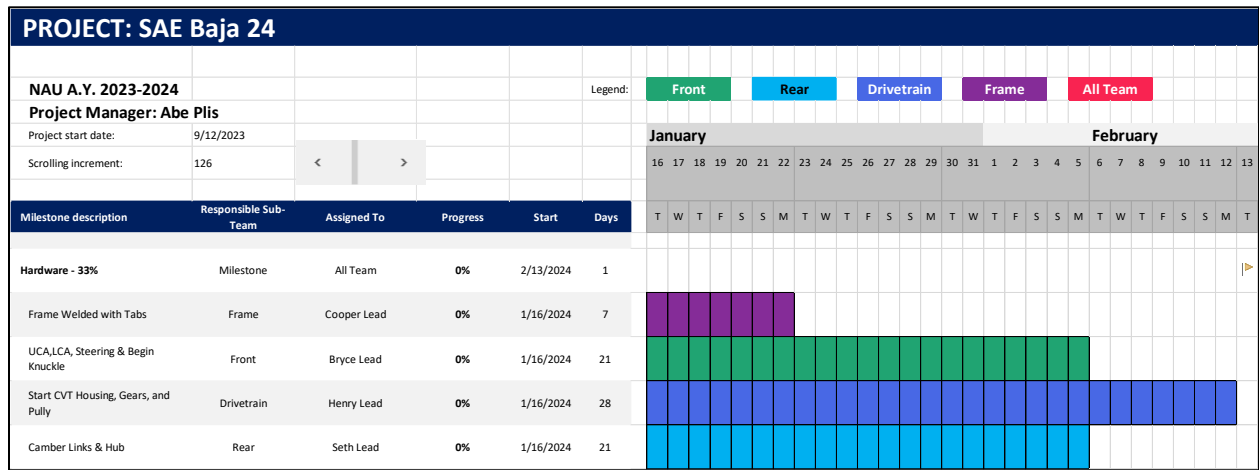 PROJECT: SAE Baja 24
NAU A.Y. 2023-2024
Legend: Front Rear Drivetrain Frame All Team
Project Manager: Abe Plis
Project start date: 9/12/2023
January February
Scrolling increment: 126 < >
16 17 18 19 20 21 22 23 24 25 26 27 28 29 30 31 1 2 3 4 5 6 7 8 9 10 11 12 13
Milestone description Responsible Sub-Team Assigned To Progress Start Days
T W T F S S M T W T F S S M T W T F S S M T W T F S S M T
Hardware - 33% Milestone All Team 0% 2/13/2024 1
Frame Welded with Tabs Frame Cooper Lead 0% 1/16/2024 7
UCA,LCA, Steering & Begin
Knuckle Front Bryce Lead 0% 1/16/2024 21
Start CVT Housing, Gears, and
Pully Drivetrain Henry Lead 0% 1/16/2024 28
Camber Links & Hub Rear Seth Lead 0% 1/16/2024 21